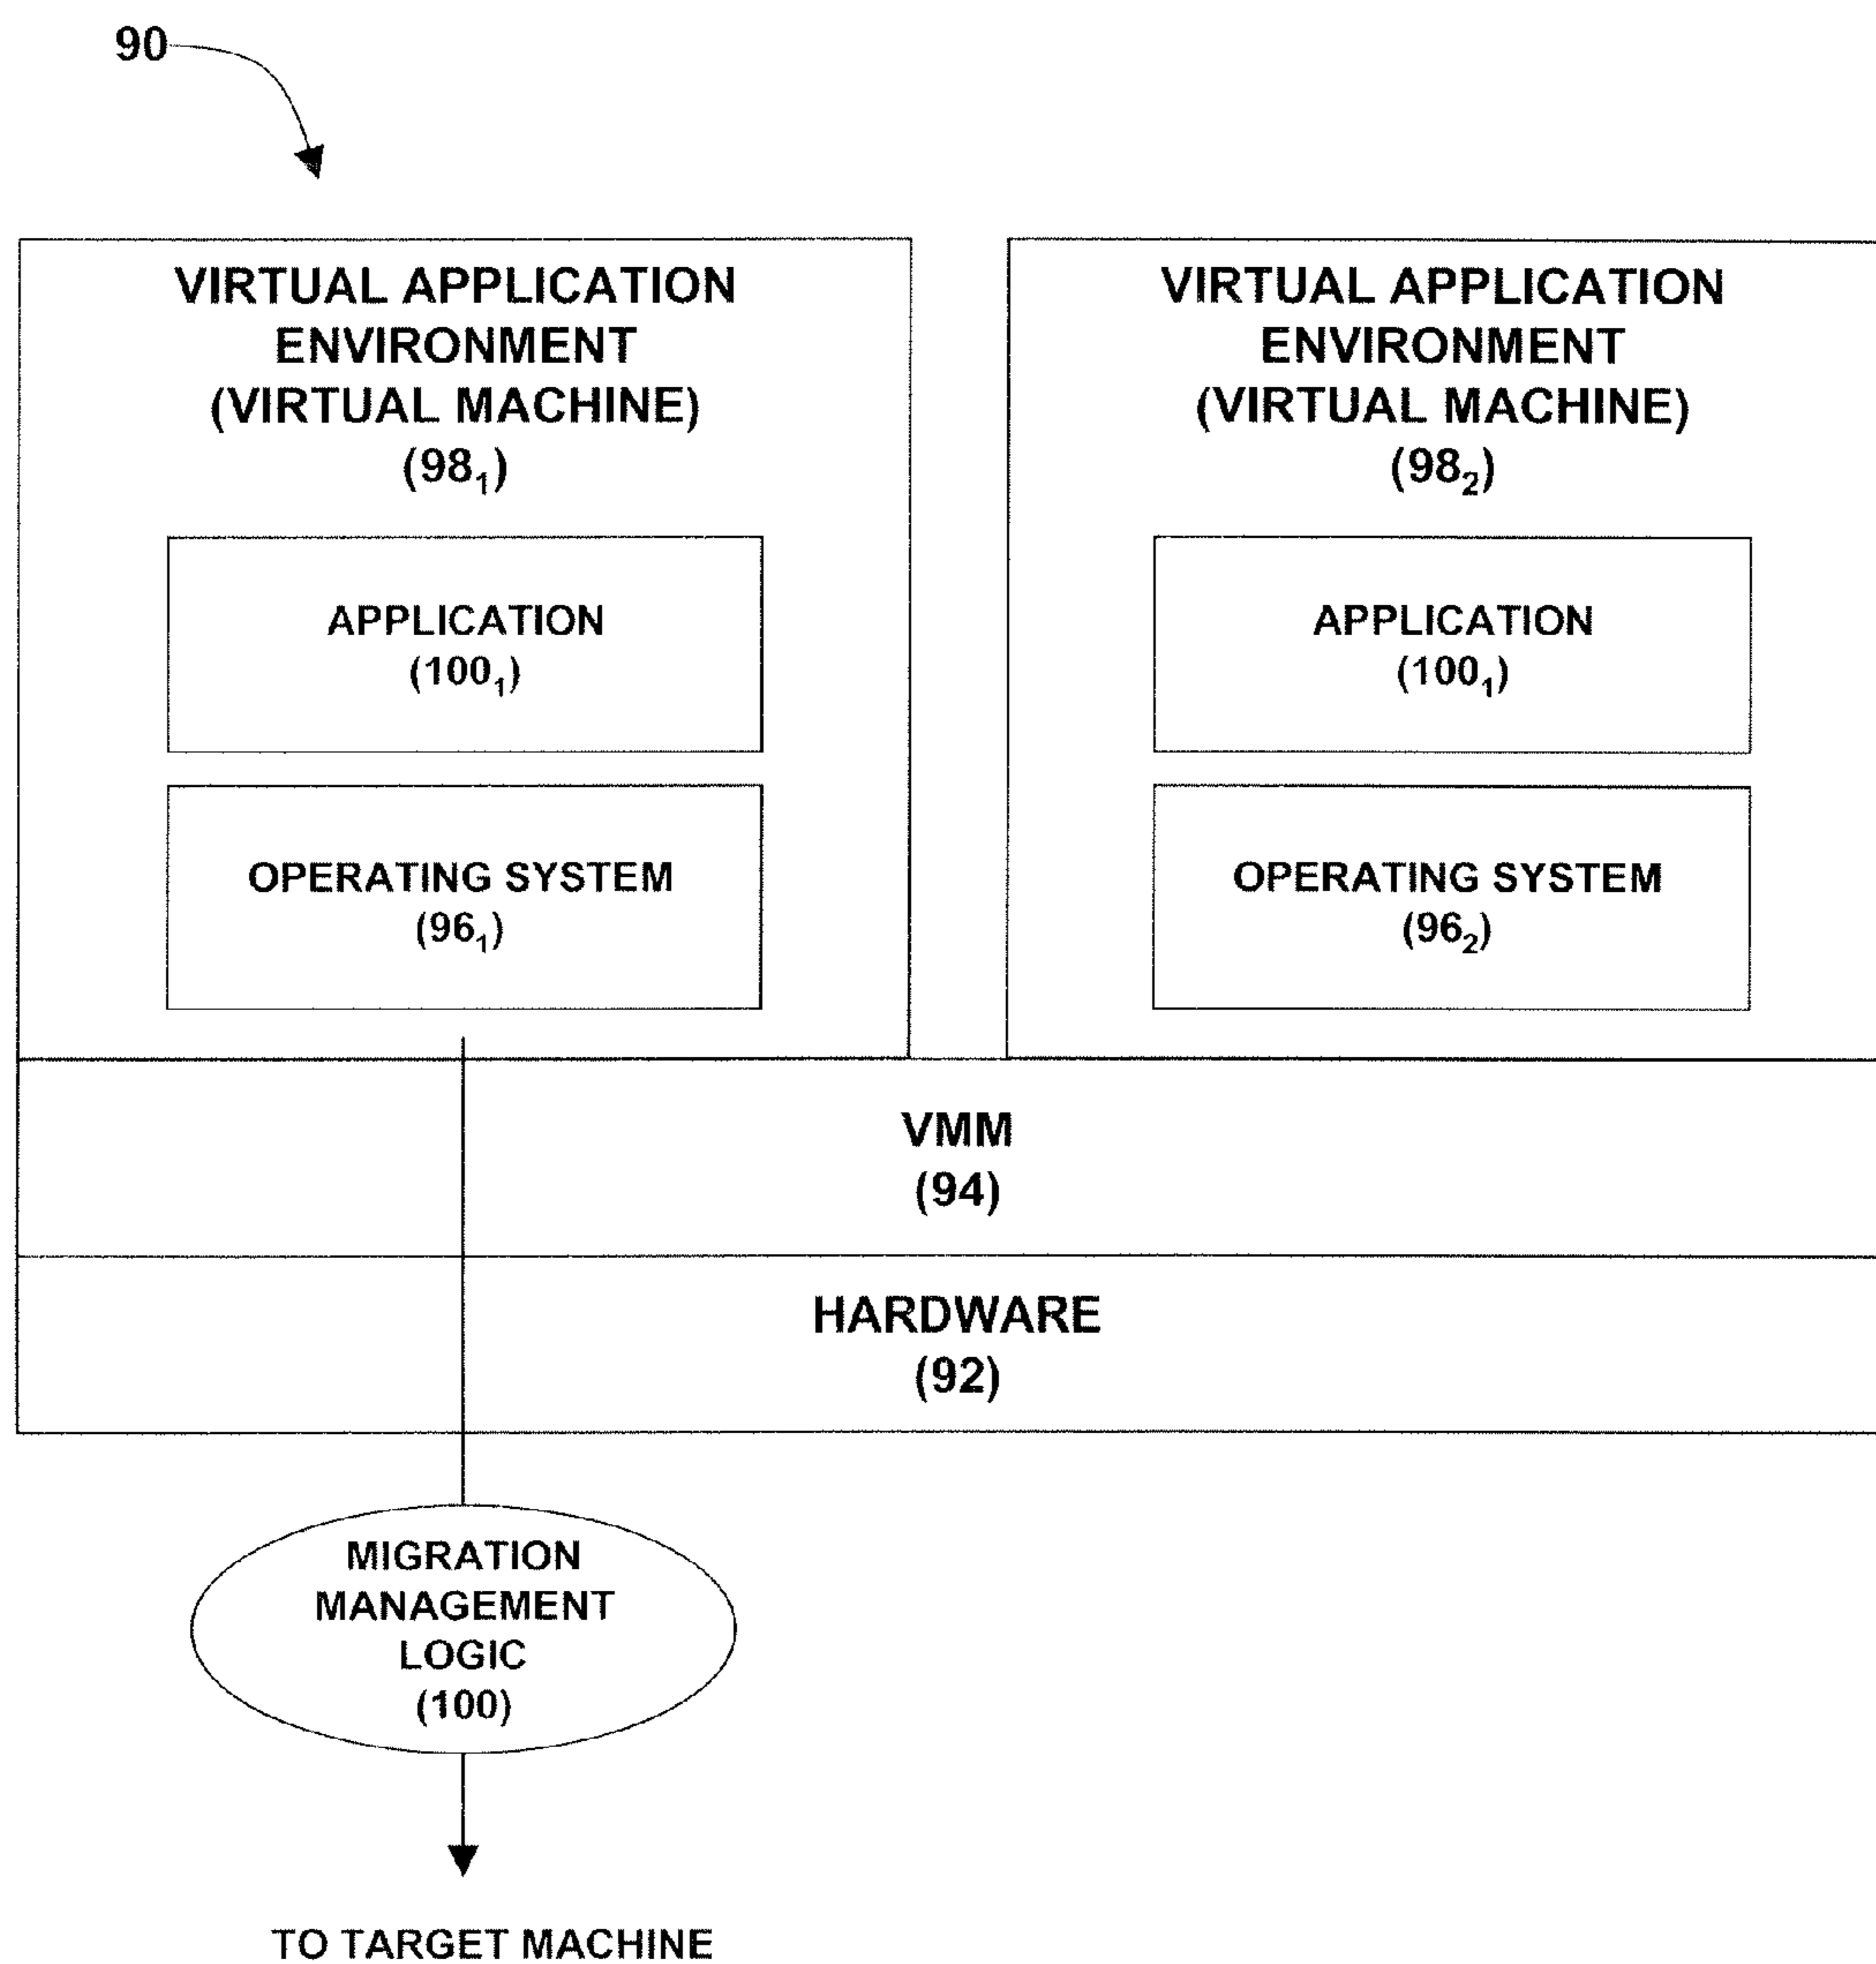 90
VIRTUAL APPLICATION
ENVIRONMENT
(VIRTUAL MACHINE)
(98₁)
APPLICATION
(100₁)
OPERATING SYSTEM
(96₁)
VIRTUAL APPLICATION
ENVIRONMENT
(VIRTUAL MACHINE)
(98₂)
APPLICATION
(100₁)
OPERATING SYSTEM
(96₂)
VMM
(94)
HARDWARE
(92)
MIGRATION
MANAGEMENT
LOGIC
(100)
TO TARGET MACHINE